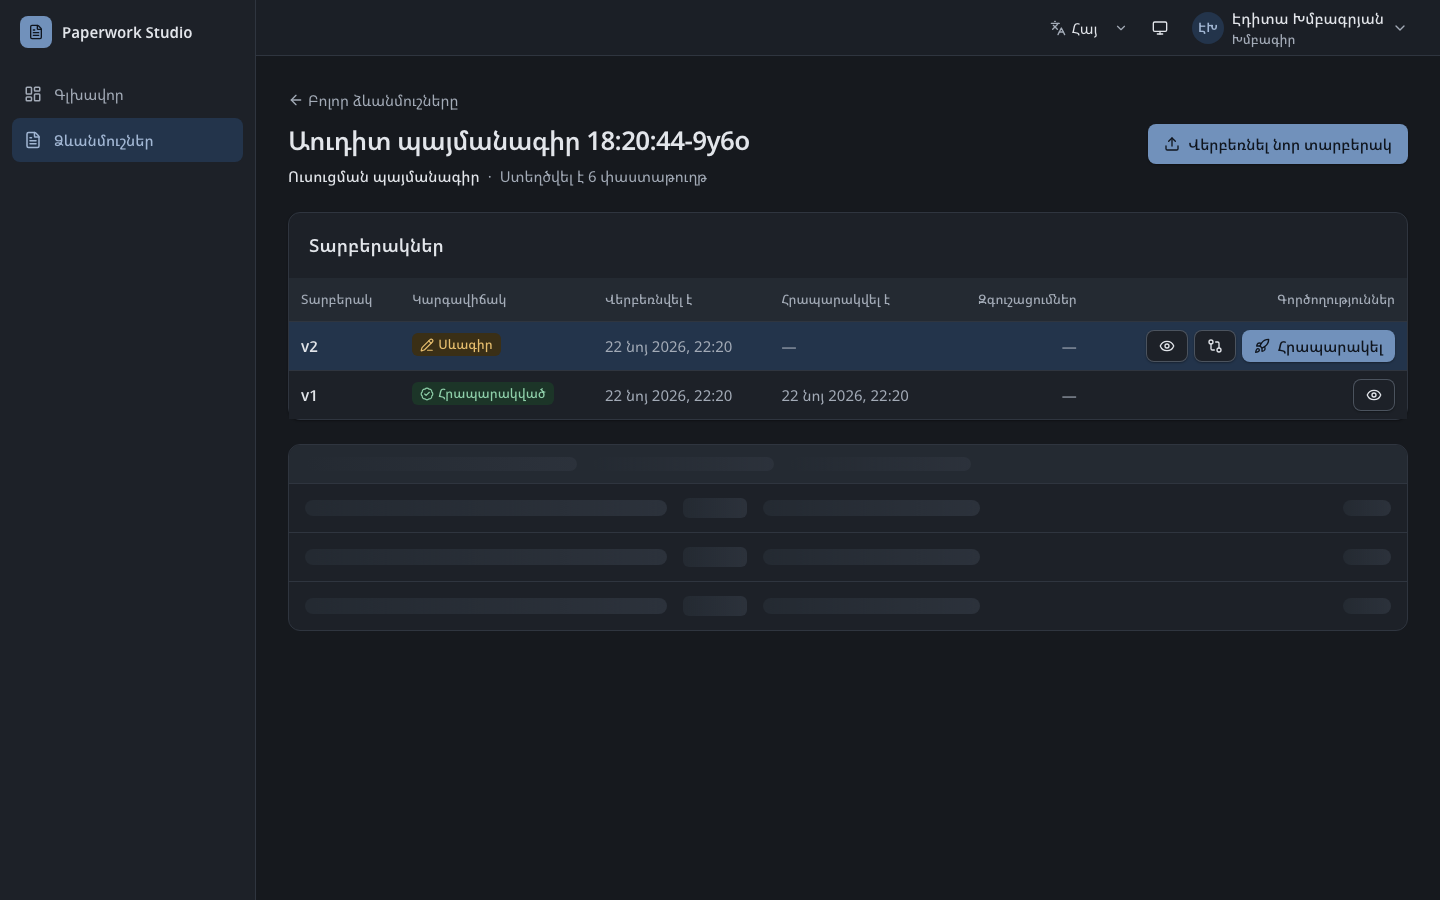 Paperwork Studio
Հայ
ԷԽ
Էդիտա Խմբագրյան
Խմբագիր
Գլխավոր
Ձևանմուշներ
Բոլոր ձևանմուշները
Աուդիտ պայմանագիր 18:20:44-9y6o
Վերբեռնել նոր տարբերակ
Ուսուցման պայմանագիր · Ստեղծվել է 6 փաստաթուղթ
Տարբերակներ
Տարբերակ Կարգավիճակ Վերբեռնվել է Հրապարակվել է Զգուշացումներ Գործողություններ
v2 Սևագիր 22 նոյ 2026, 22:20 — — Հրապարակել
v1 Հրապարակված 22 նոյ 2026, 22:20 22 նոյ 2026, 22:20 —